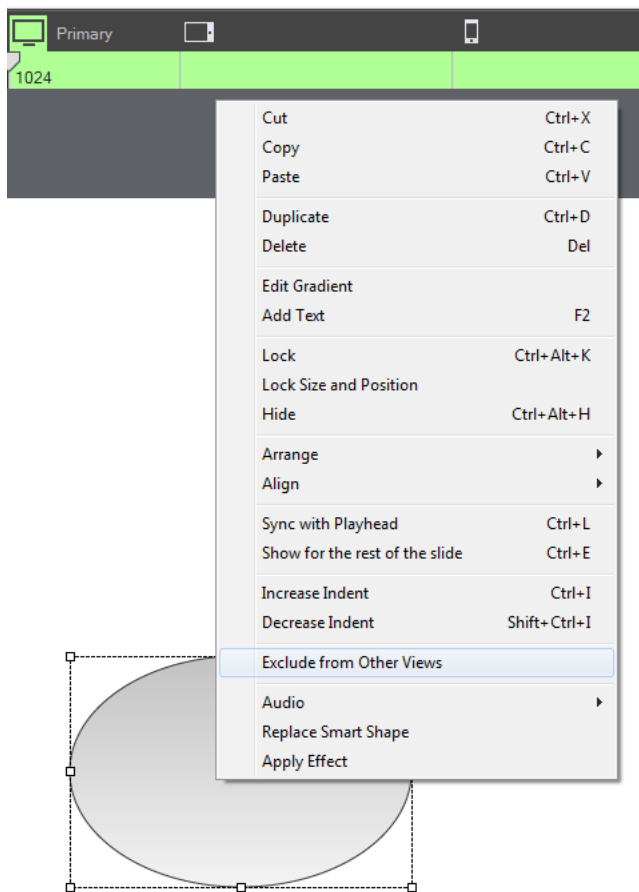 Primary
1024
Cut Ctrl+X
Copy Ctrl+C
Paste Ctrl+V
Duplicate Ctrl+D
Delete Del
Edit Gradient
Add Text F2
Lock Ctrl+Alt+K
Lock Size and Position
Hide Ctrl+Alt+H
Arrange
Align
Sync with Playhead Ctrl+L
Show for the rest of the slide Ctrl+E
Increase Indent Ctrl+I
Decrease Indent Shift+Ctrl+I
Exclude from Other Views
Audio
Replace Smart Shape
Apply Effect